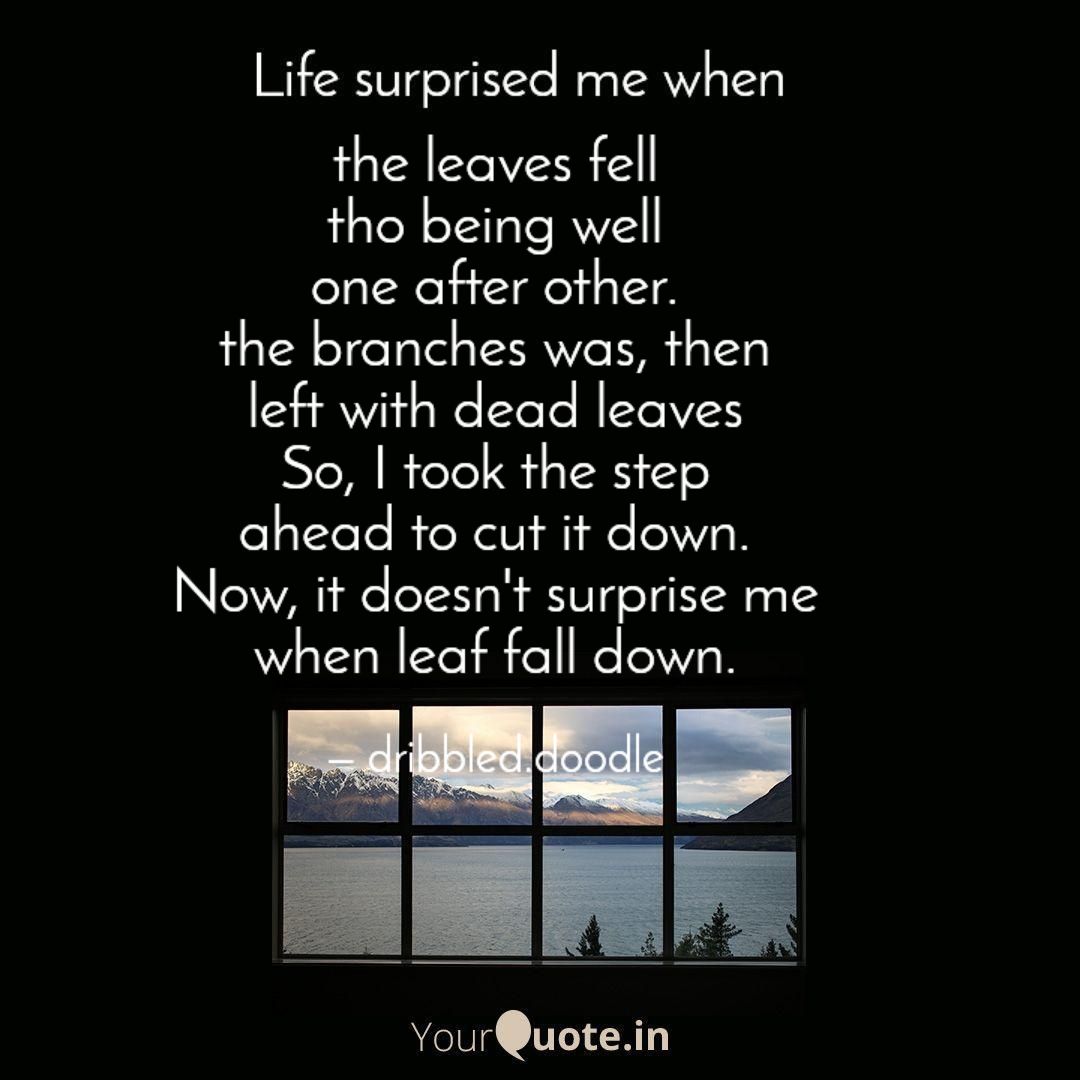 Life surprised me when
the leaves fell
tho being well
one after other.
the branches was, then
left with dead leaves
So, I took the step
ahead to cut it down.
Now, it doesn't surprise me
when leaf fall down.
– dribbled.doodle
YourQuote.in